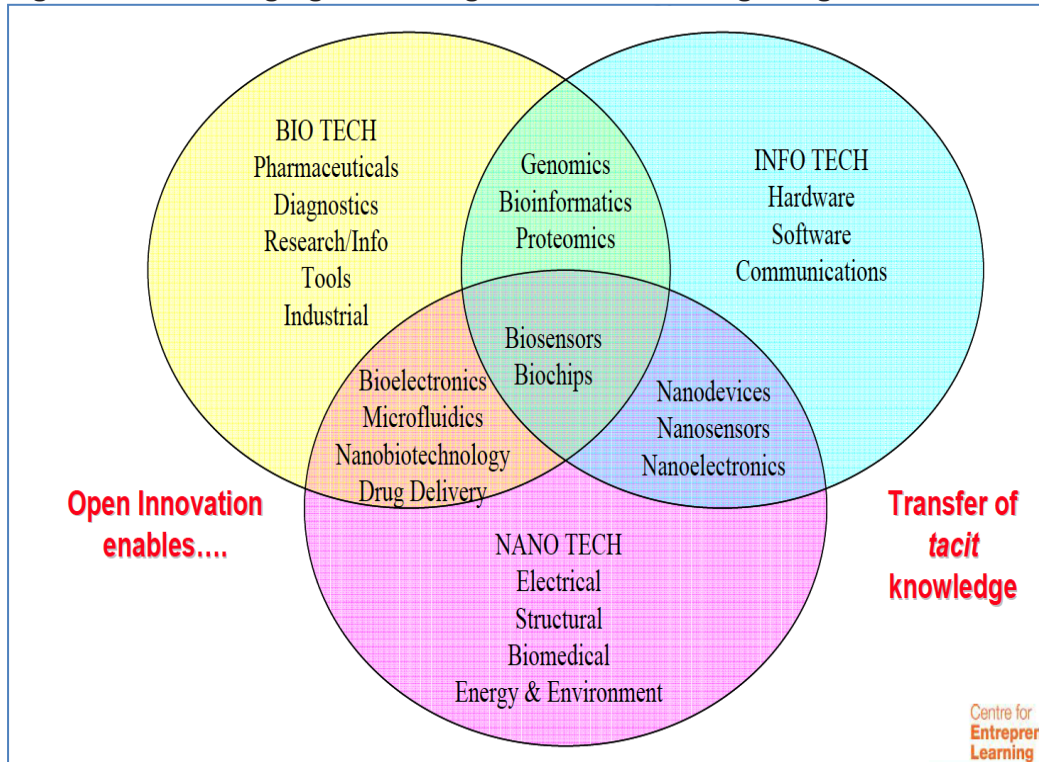 BIO TECH
Pharmaceuticals
Diagnostics
Research/Info
Tools
Industrial
Genomics
Bioinformatics
Proteomics
INFO TECH
Hardware
Software
Communications
Biosensors
Biochips
Bioelectronics
Microfluidics
Nanobiotechnology
Drug Delivery
Nanodevices
Nanosensors
Nanoelectronics
Open Innovation
enables....
NANO TECH
Electrical
Structural
Biomedical
Energy & Environment
Transfer of
tacit
knowledge
Centre for
Entrepren
Learning